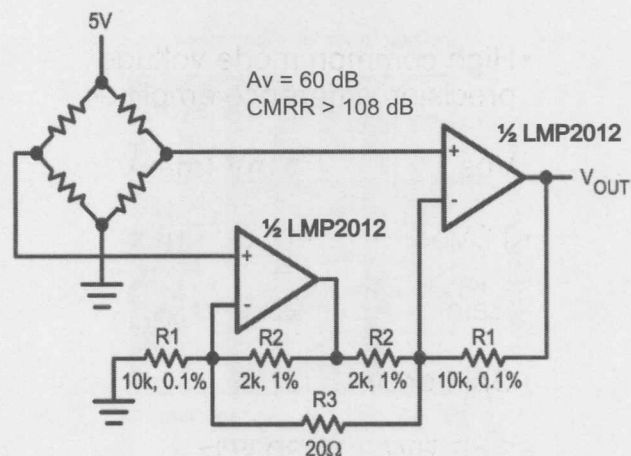 5V
Av = 60 dB
CMRR > 108 dB
½ LMP2012
+
-
VOUT
½ LMP2012
+
-
R1
R2
R2
R1
10k, 0.1%
2k, 1%
2k, 1%
10k, 0.1%
R3
20Ω